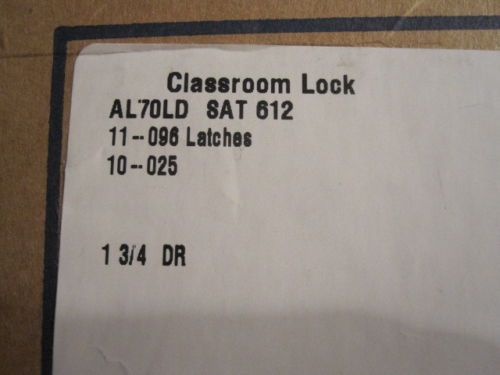 Classroom Lock
AL70LD SAT 612
11--096 Latches
10--025
1 3/4 DR